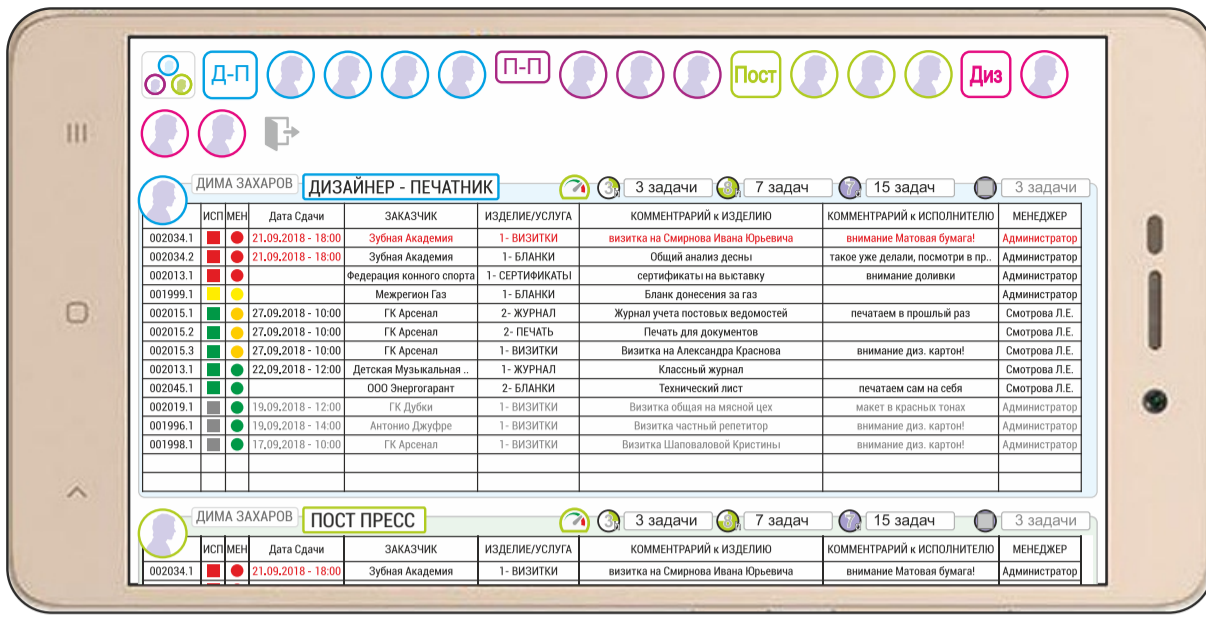 Д-П П-П Пост Диз
ДИМА ЗАХАРОВ ДИЗАЙНЕР - ПЕЧАТНИК 3 3 задачи 8 7 задач 7 15 задач 3 задачи
ИСП МЕН Дата Сдачи ЗАКАЗЧИК ИЗДЕЛИЕ/УСЛУГА КОММЕНТРАРИЙ к ИЗДЕЛИЮ КОММЕНТРАРИЙ к ИСПОЛНИТЕЛЮ МЕНЕДЖЕР
002034.1 21.09.2018 - 18:00 Зубная Академия 1- ВИЗИТКИ визитка на Смирнова Ивана Юрьевича внимание Матовая бумага! Администратор
002034.2 21.09.2018 - 18:00 Зубная Академия 1- БЛАНКИ Общий анализ десны такое уже делали, посмотри в пр.. Администратор
002013.1 Федерация конного спорта 1- СЕРТИФИКАТЫ сертификаты на выставку внимание доливки Администратор
001999.1 Межрегион Газ 1- БЛАНКИ Бланк донесения за газ Администратор
002015.1 27.09.2018 - 10:00 ГК Арсенал 2- ЖУРНАЛ Журнал учета постовых ведомостей печатаем в прошлый раз Смотрова Л.Е.
002015.2 27.09.2018 - 10:00 ГК Арсенал 2- ПЕЧАТЬ Печать для документов Администратор
002015.3 27.09.2018 - 10:00 ГК Арсенал 1- ВИЗИТКИ Визитка на Александра Краснова внимание диз. картон! Смотрова Л.Е.
002013.1 22.09.2018 - 12:00 Детская Музыкальная .. 1- ЖУРНАЛ Классный журнал Смотрова Л.Е.
002045.1 ООО Энергогарант 2- БЛАНКИ Технический лист печатаем сам на себя Смотрова Л.Е.
002019.1 19.09.2018 - 12:00 ГК Дубки 1- ВИЗИТКИ Визитка общая на мясной цех макет в красных тонах Администратор
001996.1 19.09.2018 - 14:00 Антонио Джуфре 1- ВИЗИТКИ Визитка частный репетитор внимание диз. картон! Администратор
001998.1 17.09.2018 - 10:00 ГК Арсенал 1- ВИЗИТКИ Визитка Шаповаловой Кристины внимание диз. картон! Администратор
ДИМА ЗАХАРОВ ПОСТ ПРЕСС 3 3 задачи 8 7 задач 7 15 задач 3 задачи
ИСП МЕН Дата Сдачи ЗАКАЗЧИК ИЗДЕЛИЕ/УСЛУГА КОММЕНТРАРИЙ к ИЗДЕЛИЮ КОММЕНТРАРИЙ к ИСПОЛНИТЕЛЮ МЕНЕДЖЕР
002034.1 21.09.2018 - 18:00 Зубная Академия 1- ВИЗИТКИ визитка на Смирнова Ивана Юрьевича внимание Матовая бумага! Администратор